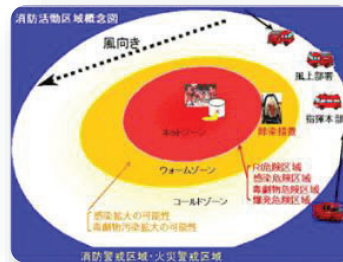 消防活動区域概念図
風向き
風上部署
指揮本部
ホットゾーン
除染措置
ウォームゾーン
RI危険区域
感染危険区域
毒劇物危険区域
爆発危険区域
コールドゾーン
感染拡大の可能性
毒劇物汚染拡大の可能性
消防警戒区域・火災警戒区域